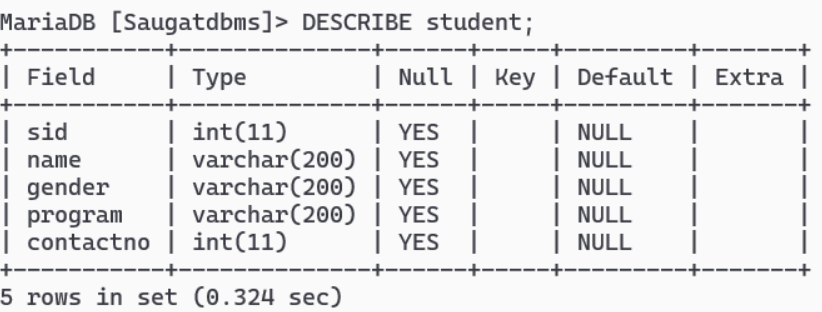 MariaDB [Saugatdbms]> DESCRIBE student;
+-----------+--------------+------+-----+---------+-------+
| Field     | Type         | Null | Key | Default | Extra |
+-----------+--------------+------+-----+---------+-------+
| sid       | int(11)      | YES  |     | NULL    |       |
| name      | varchar(200) | YES  |     | NULL    |       |
| gender    | varchar(200) | YES  |     | NULL    |       |
| program   | varchar(200) | YES  |     | NULL    |       |
| contactno | int(11)      | YES  |     | NULL    |       |
+-----------+--------------+------+-----+---------+-------+
5 rows in set (0.324 sec)